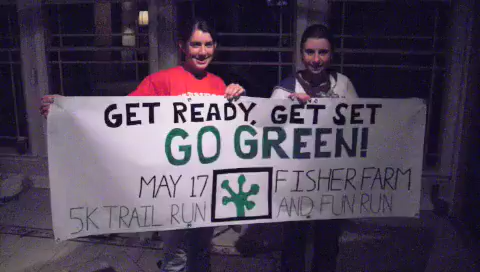 GET READY, GET SET
GO GREEN!
MAY 17 FISHER FARM
5K TRAIL RUN AND FUN RUN